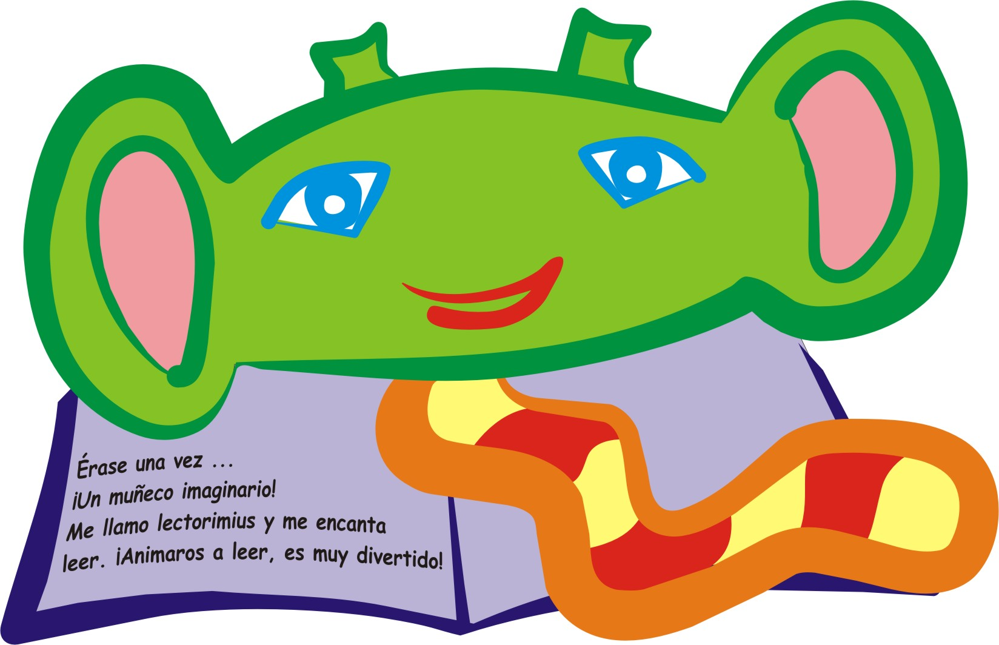 Érase una vez ...
¡Un muñeco imaginario!
Me llamo lectorimius y me encanta
leer. ¡Animaros a leer, es muy divertido!